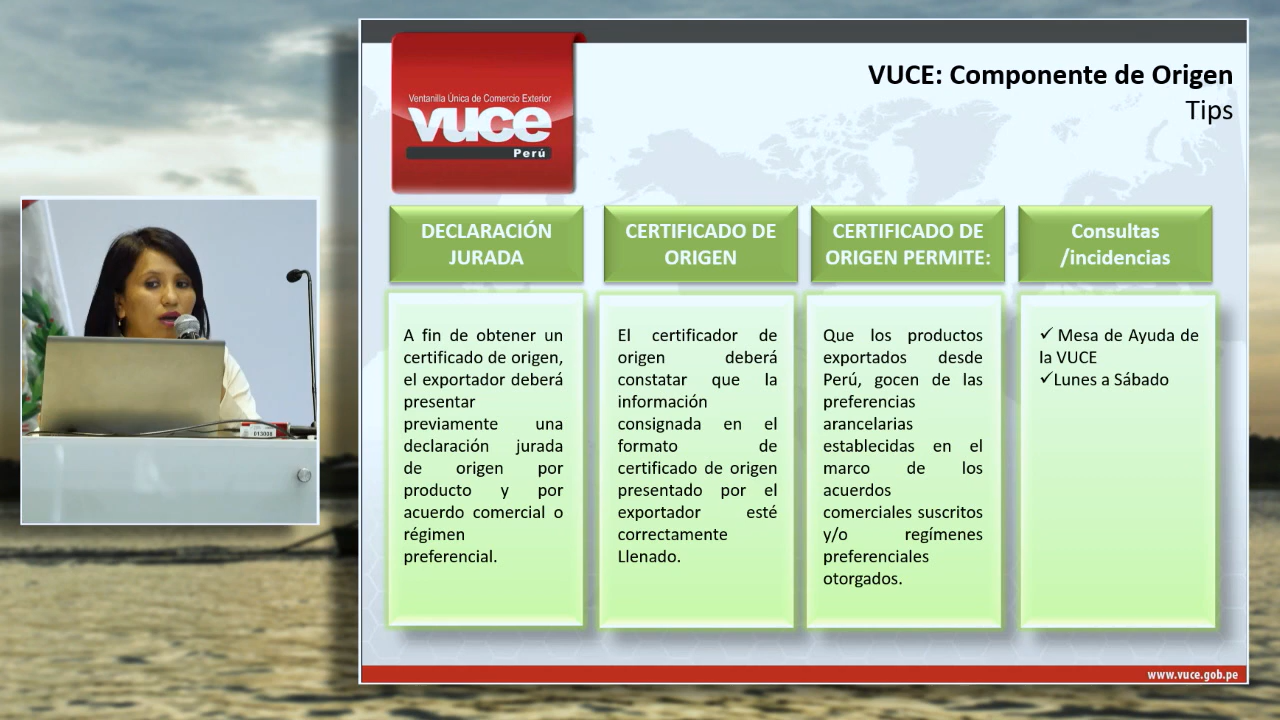 Ventanilla Única de Comercio Exterior
vuce
Perú
VUCE: Componente de Origen
Tips
DECLARACIÓN
JURADA
A fin de obtener un
certificado de origen,
el exportador deberá
presentar
previamente una
declaración jurada
de origen por
producto y por
acuerdo comercial o
régimen
preferencial.
CERTIFICADO DE
ORIGEN
El certificador de
origen deberá
constatar que la
información
consignada en el
formato de
certificado de origen
presentado por el
exportador esté
correctamente
Llenado.
CERTIFICADO DE
ORIGEN PERMITE:
Que los productos
exportados desde
Perú, gocen de las
preferencias
arancelarias
establecidas en el
marco de los
acuerdos
comerciales suscritos
y/o regímenes
preferenciales
otorgados.
Consultas
/incidencias
✓ Mesa de Ayuda de
la VUCE
✓Lunes a Sábado
www.vuce.gob.pe